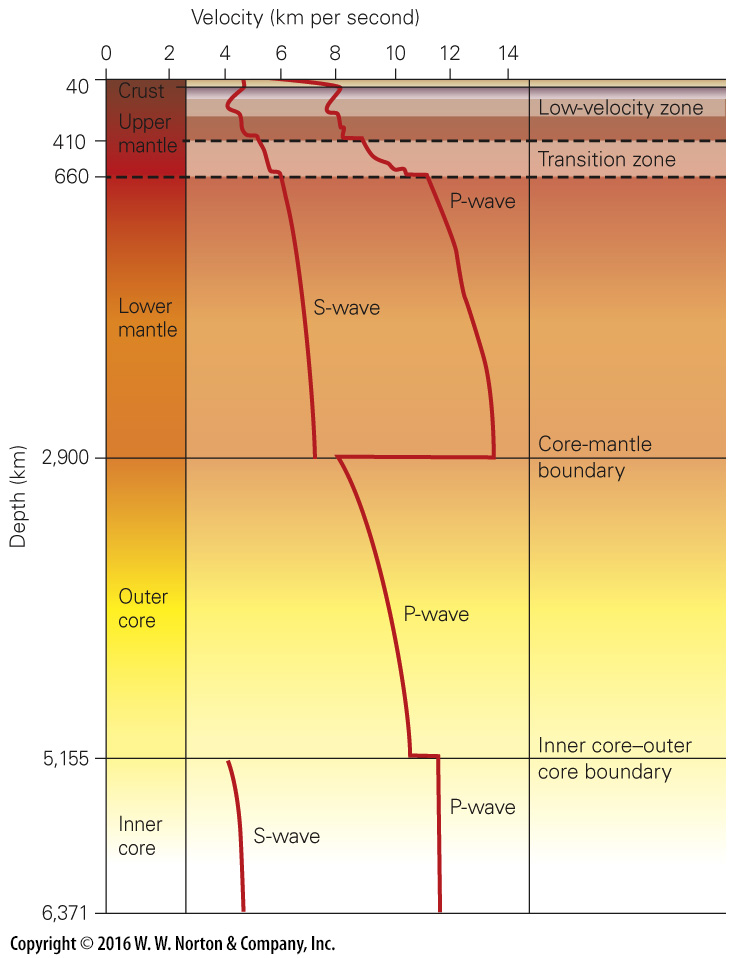 Velocity (km per second)
0 2 4 6 8 10 12 14
40
Crust
Low-velocity zone
Upper
mantle
410
Transition zone
660
P-wave
S-wave
Lower
mantle
Depth (km)
2,900
Core-mantle
boundary
Outer
core
P-wave
5,155
Inner core–outer
core boundary
P-wave
Inner
core
S-wave
6,371
Copyright © 2016 W. W. Norton & Company, Inc.